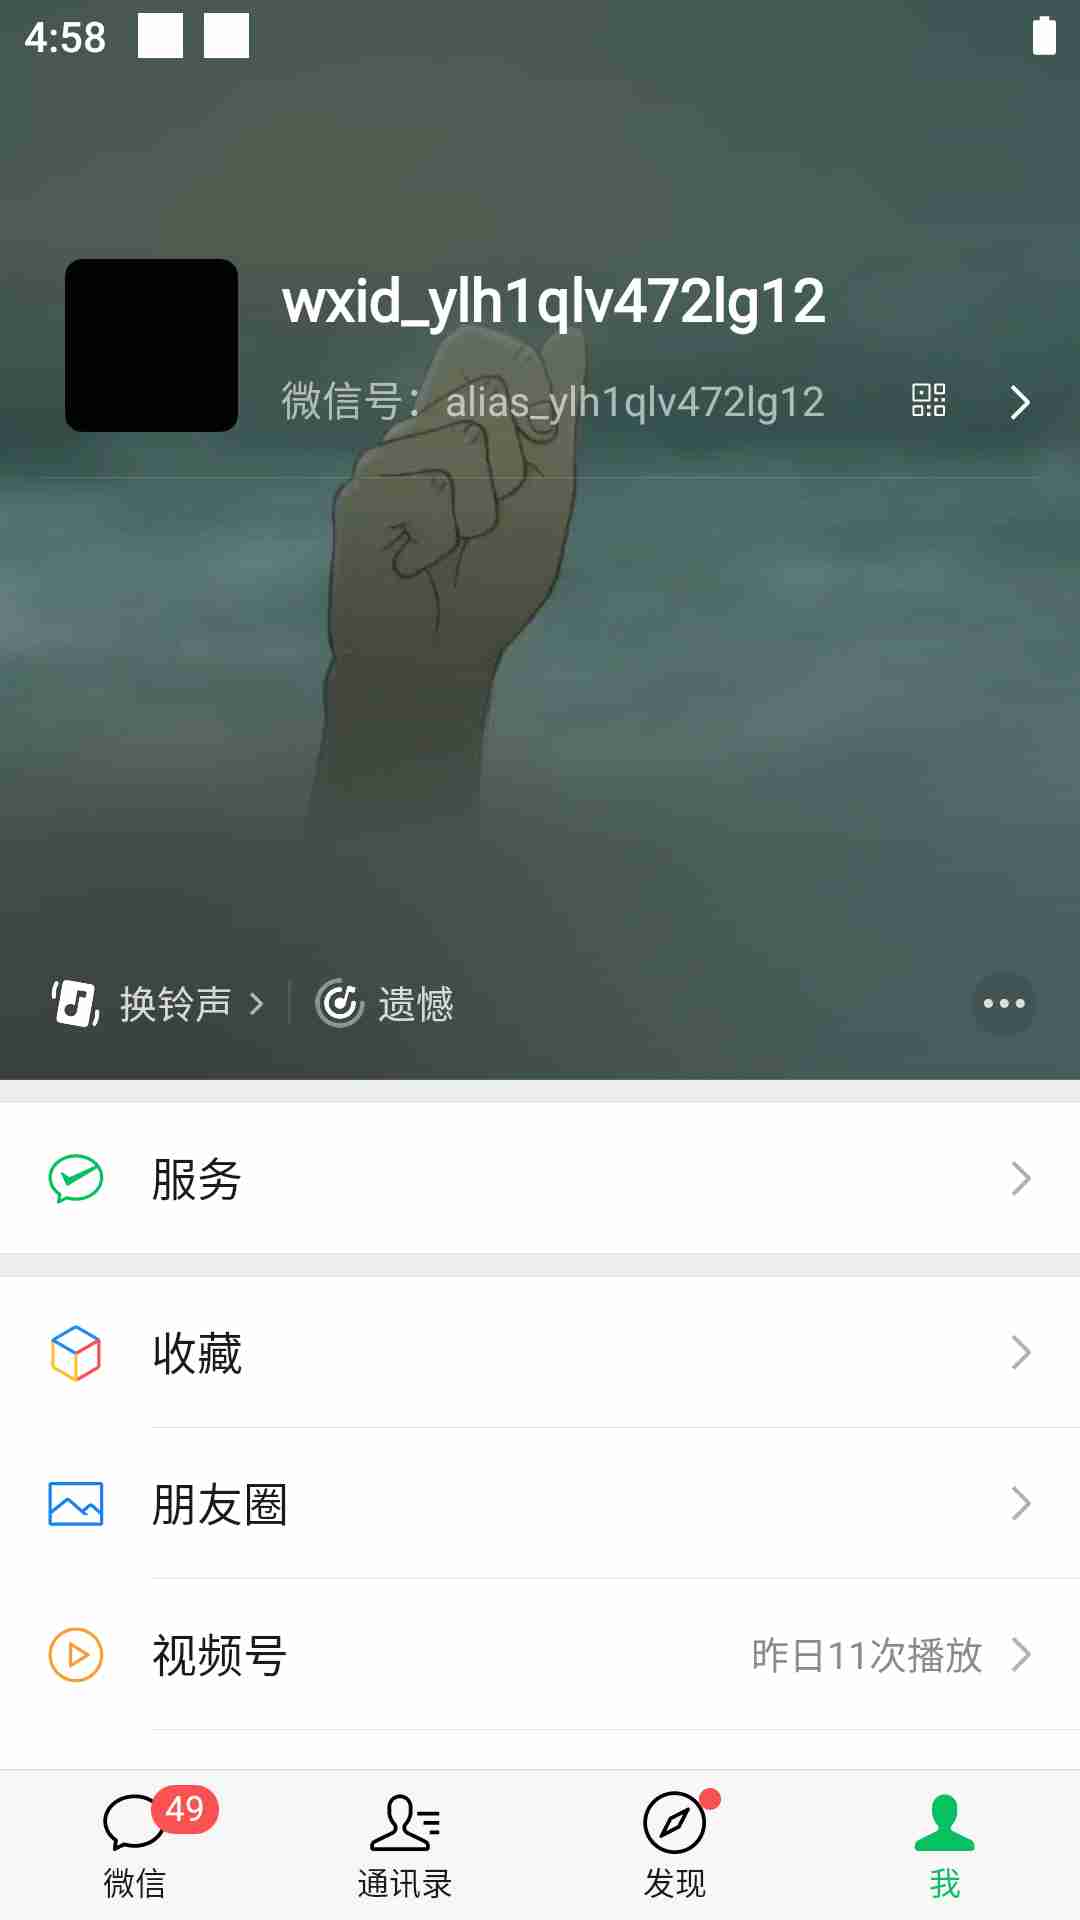 4:58
wxid_ylh1qlv472lg12
微信号：alias_ylh1qlv472lg12
换铃声
遗憾
服务
收藏
朋友圈
视频号
昨日11次播放
49
微信
通讯录
发现
我